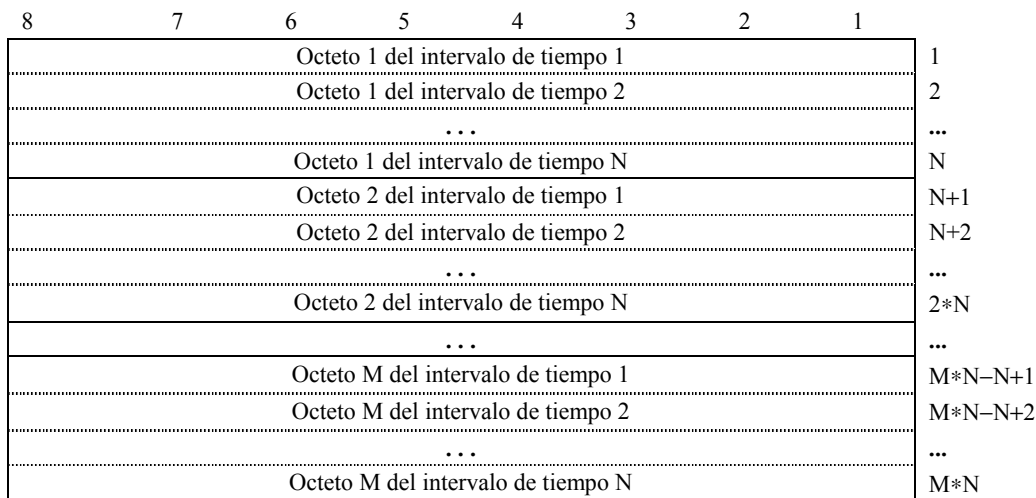 8 7 6 5 4 3 2 1
Octeto 1 del intervalo de tiempo 1 1
Octeto 1 del intervalo de tiempo 2 2
. . . ...
Octeto 1 del intervalo de tiempo N N
Octeto 2 del intervalo de tiempo 1 N+1
Octeto 2 del intervalo de tiempo 2 N+2
. . . ...
Octeto 2 del intervalo de tiempo N 2∗N
. . . ...
Octeto M del intervalo de tiempo 1 M∗N−N+1
Octeto M del intervalo de tiempo 2 M∗N−N+2
. . . ...
Octeto M del intervalo de tiempo N M∗N